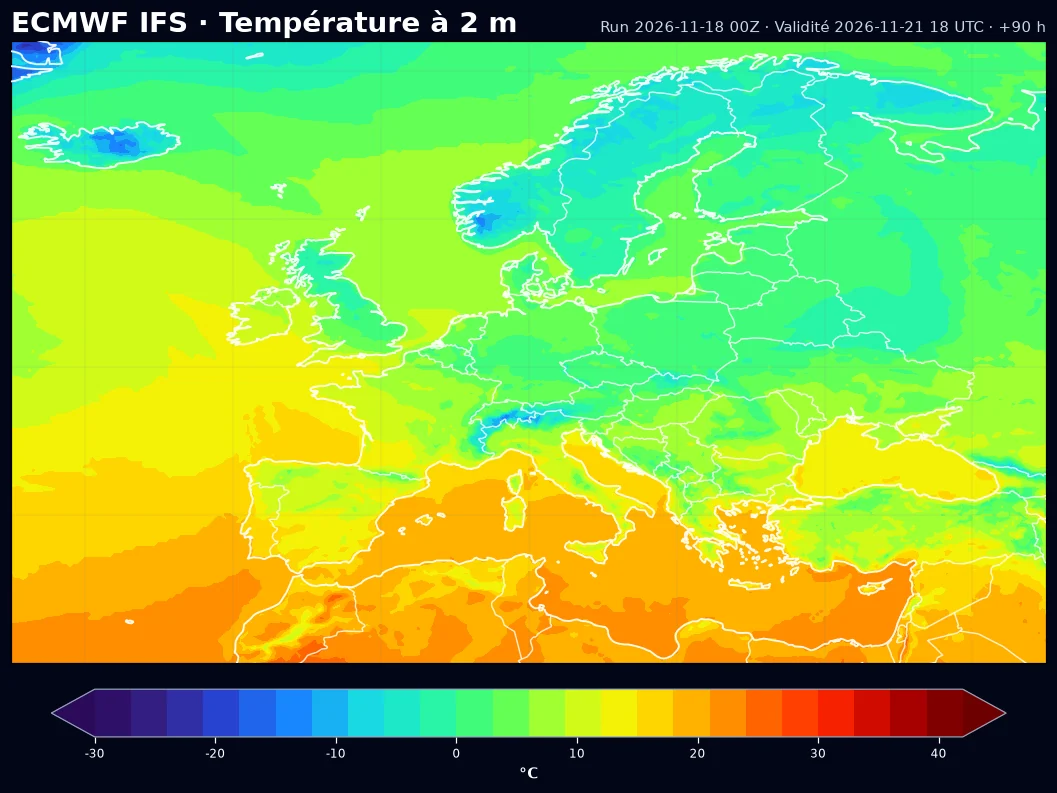 ECMWF IFS · Température à 2 m
Run 2026-11-18 00Z · Validité 2026-11-21 18 UTC · +90 h
-30 -20 -10 0 10 20 30 40
°C